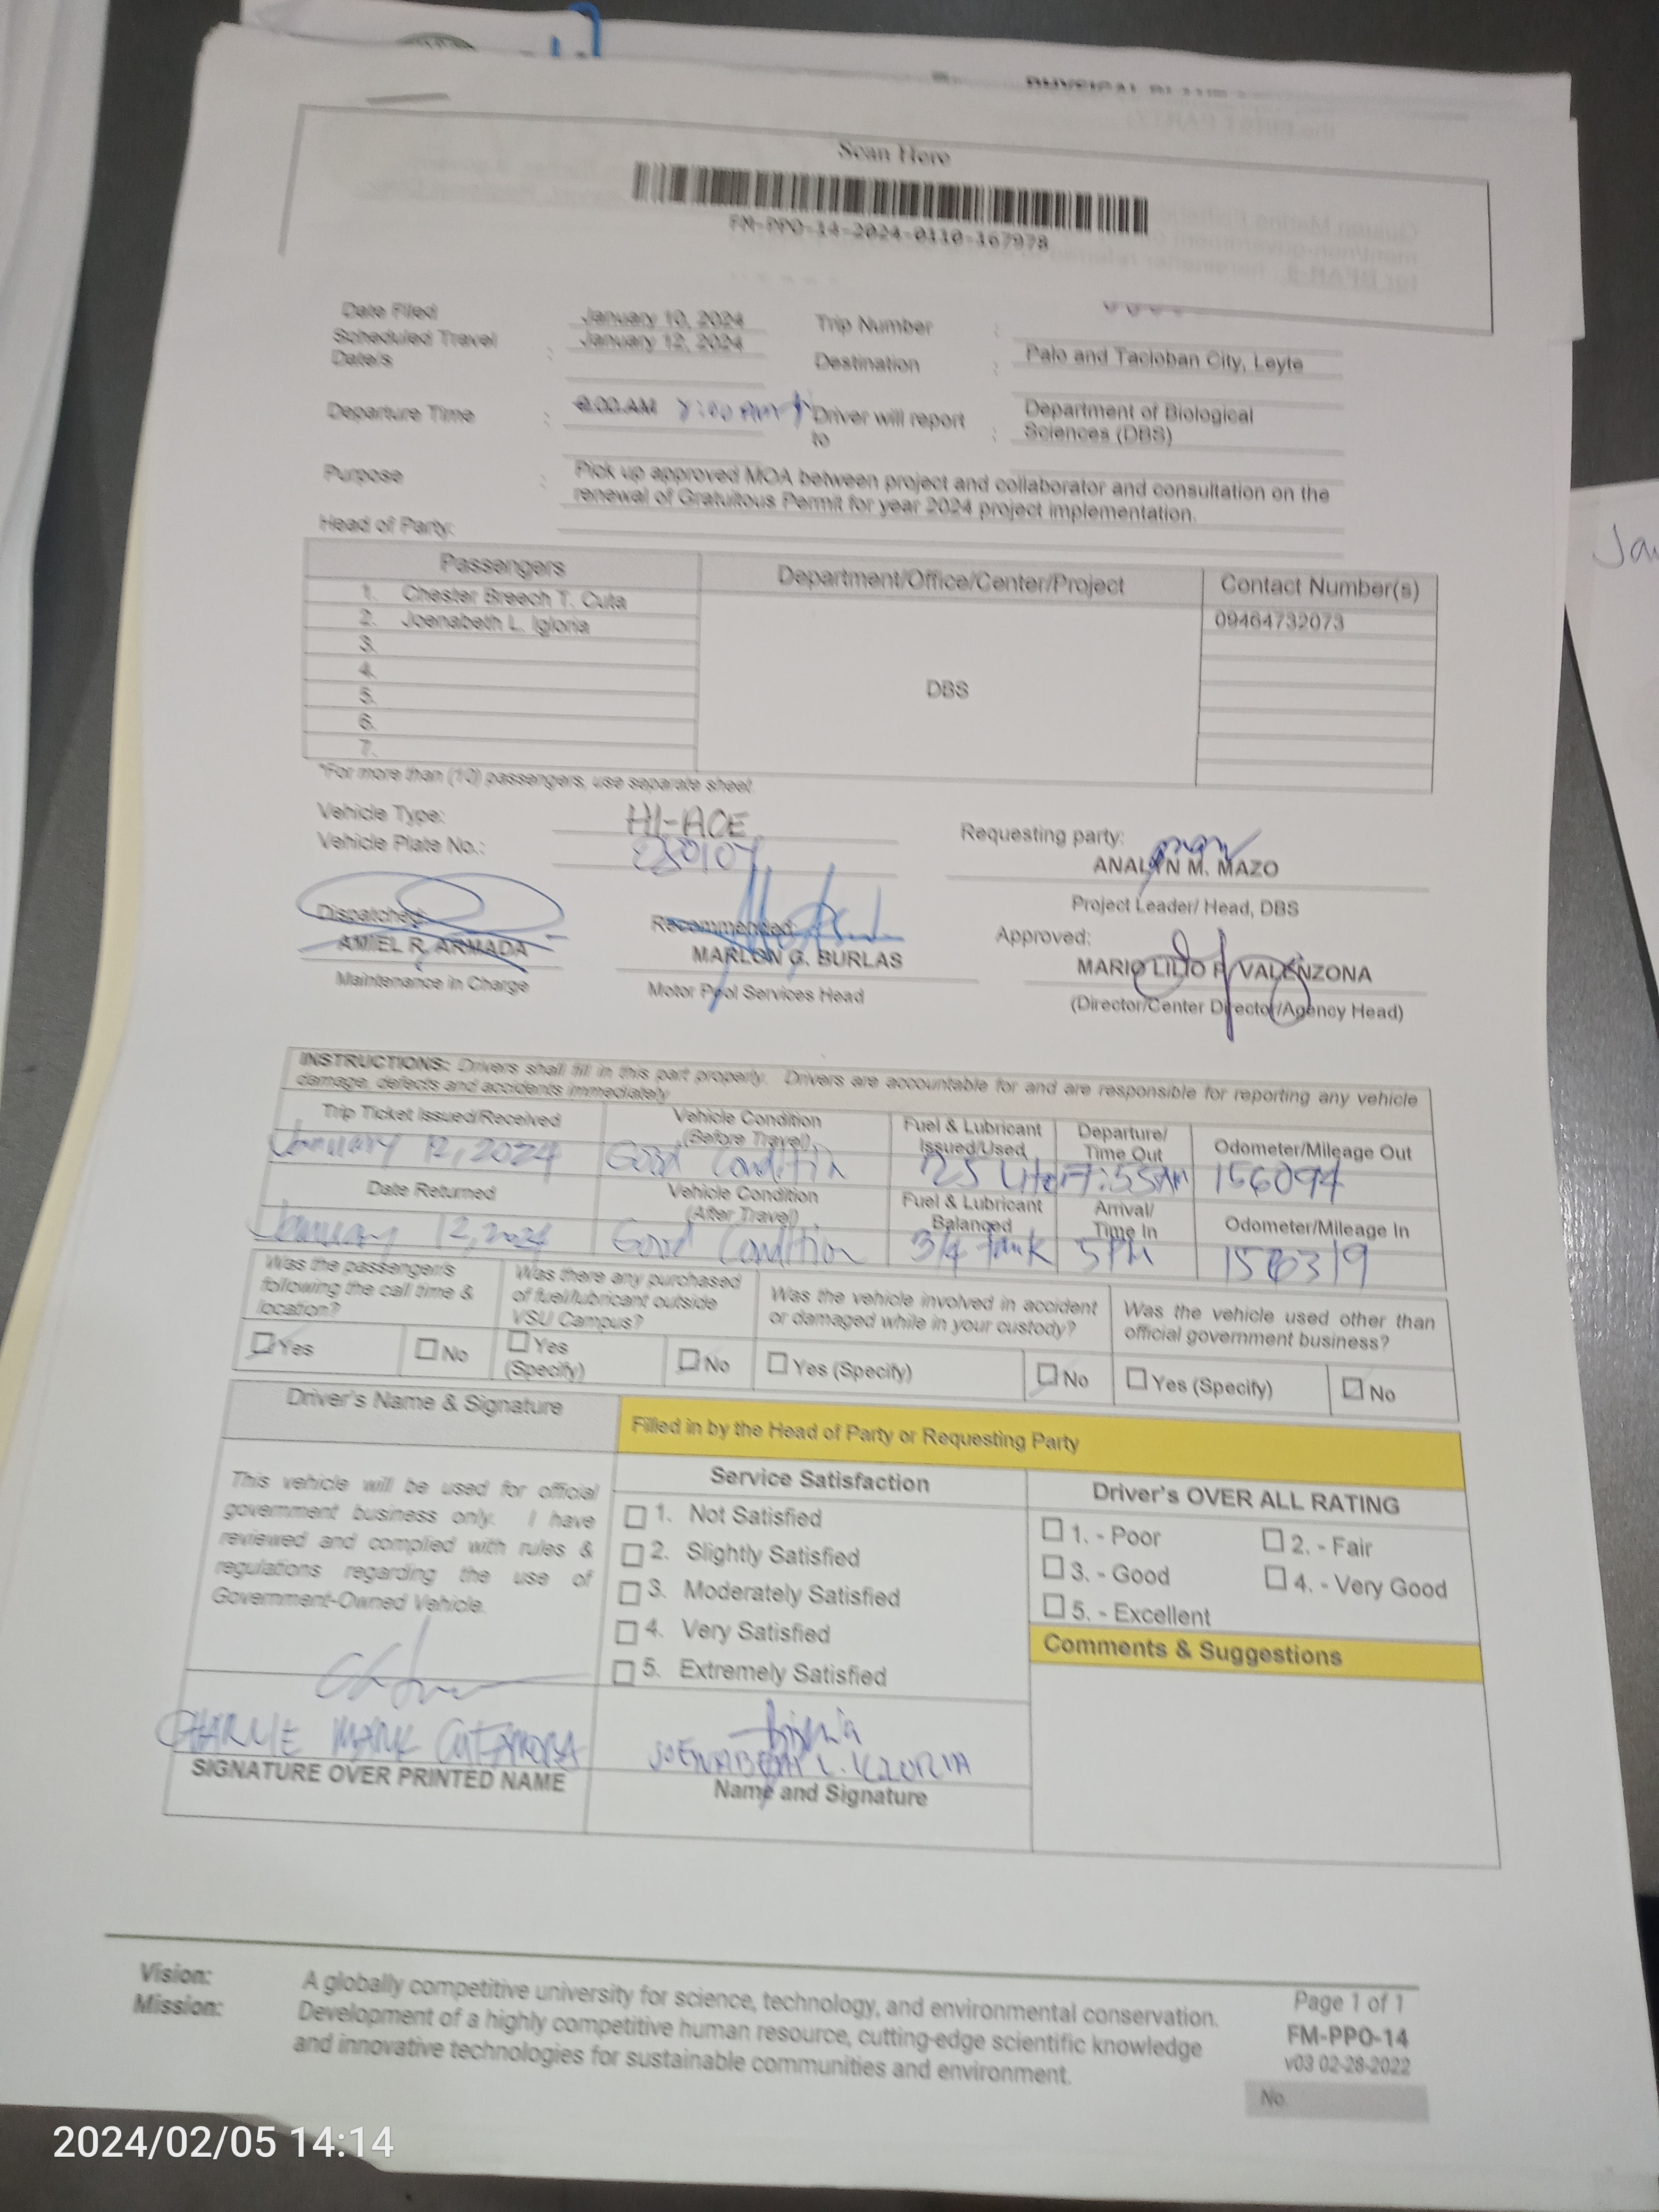 Scan Here
FM-PPO-14-2024-0110-167978
Date Filed January 10, 2024 Trip Number :
Scheduled Travel Date/s : January 12, 2024 Destination : Palo and Tacloban City, Leyte
Departure Time : 8:00 AM Driver will report to : Department of Biological Sciences (DBS)
Purpose : Pick up approved MOA between project and collaborator and consultation on the
renewal of Gratuitous Permit for year 2024 project implementation.
Head of Party:
Passengers Department/Office/Center/Project Contact Number(s)
1. Chester Breech T. Cuta
2. Joenabeth L. Igloria DBS 09464732073
3.
4.
5.
6.
7.
*For more than (10) passengers, use separate sheet
Vehicle Type: HI-ACE
Vehicle Plate No.:
Requesting party:
ANALYN M. MAZO
Project Leader/ Head, DBS
Dispatched: Recommended: Approved:
AMIEL R. ARMADA MARLON G. BURLAS MARIO LILIO P. VALENZONA
Maintenance in Charge Motor Pool Services Head (Director/Center Director/Agency Head)
INSTRUCTIONS: Drivers shall fill in this part properly. Drivers are accountable for and are responsible for reporting any vehicle
damage, defects and accidents immediately
Trip Ticket Issued/Received Vehicle Condition (Before Travel) Fuel & Lubricant Issued/Used Departure/ Time Out Odometer/Mileage Out
January 12, 2024 Good Condition 25 7:55AM 156094
Date Returned Vehicle Condition (After Travel) Fuel & Lubricant Balanced Arrival/ Time In Odometer/Mileage In
January 12, 2024 Good Condition 3/4 tank 5PM 156319
Was the passenger/s following the call time & location? Was there any purchased of fuel/lubricant outside VSU Campus? Was the vehicle involved in accident or damaged while in your custody? Was the vehicle used other than official government business?
Yes No Yes (Specify) No Yes (Specify) No Yes (Specify) No
Driver's Name & Signature
Filled in by the Head of Party or Requesting Party
This vehicle will be used for official
government business only. I have
reviewed and complied with rules &
regulations regarding the use of
Government-Owned Vehicle.
Service Satisfaction
1. Not Satisfied
2. Slightly Satisfied
3. Moderately Satisfied
4. Very Satisfied
5. Extremely Satisfied
Driver's OVER ALL RATING
1. - Poor 2. - Fair
3. - Good 4. - Very Good
5. - Excellent
Comments & Suggestions
CHARLIE MARK
SIGNATURE OVER PRINTED NAME
JOENABETH L. IGLORIA
Name and Signature
Vision: A globally competitive university for science, technology, and environmental conservation.
Mission: Development of a highly competitive human resource, cutting-edge scientific knowledge
and innovative technologies for sustainable communities and environment.
Page 1 of 1
FM-PPO-14
v03 02-28-2022
No.
2024/02/05 14:14